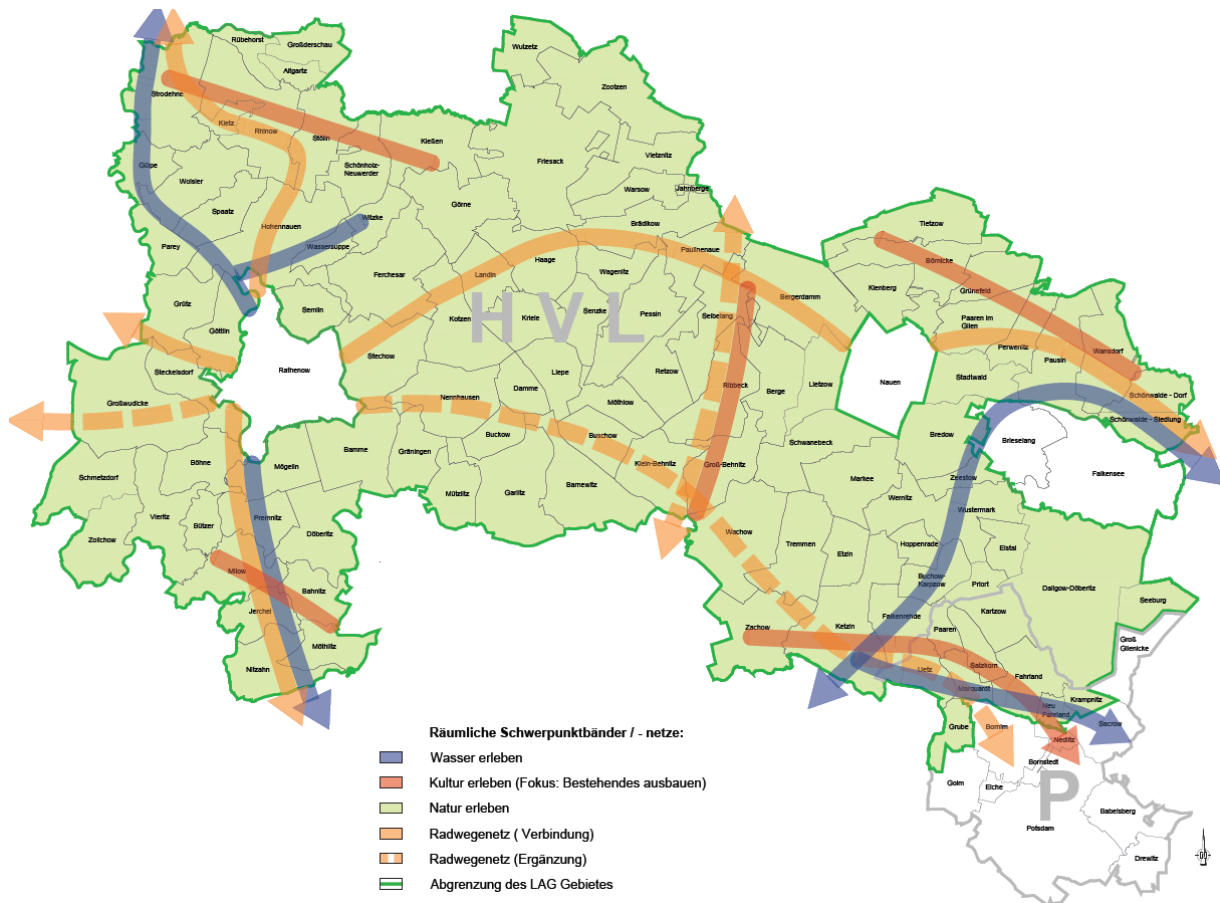 Wutzetz
Rübehorst
Großderschau
Altgartz
Zootzen
Strodehne
Kietz
Rhinow
Stölln
Kleßen
Friesack
Vietznitz
Gülpe
Wolsier
Schönholz-
Neuwerder
Warsow
Jahnberge
Spaatz
Witzke
Görne
Brädikow
Tietzow
Hohennauen
Parey
Wassersuppe
Paulinenaue
Börnicke
Ferchesar
Landin
Haage
Wagenitz
Kienberg
Grünefeld
Bergerdamm
Grütz
Semlin
Kotzen
Kriele
Senzke
Pessin
Selbelang
Paaren im
Glien
Göttlin
HVL
Perwenitz
Pausin
Wansdorf
Stechow
Steckelsdorf
Rathenow
Liepe
Retzow
Ribbeck
Berge
Lietzow
Nauen
Stadtwald
Großwudicke
Nennhausen
Damme
Möthlow
Schönwalde - Dorf
Schönwalde - Siedlung
Buckow
Buschow
Schwanebeck
Bredow
Brieselang
Böhne
Mögelin
Bamme
Gräningen
Klein-Behnitz
Groß-Behnitz
Markee
Zeestow
Falkensee
Schmetzdorf
Barnewitz
Wernitz
Vieritz
Bützer
Premnitz
Mützlitz
Garlitz
Wustermark
Zollchow
Döberitz
Wachow
Tremmen
Etzin
Hoppenrade
Elstal
Milow
Bahnitz
Buchow-
Karpzow
Priort
Dallgow-Döberitz
Seeburg
Jerchel
Ketzin
Falkenrehde
Kartzow
Zachow
Paaren
Groß
Glienicke
Möthlitz
Nitzahn
Uetz
Satzkorn
Fahrland
Marquardt
Krampnitz
Neu
Fahrland
Sacrow
Grube
Bornim
Nedlitz
Räumliche Schwerpunktbänder / - netze:
Wasser erleben
Bornstedt
Golm
Eiche
P
Kultur erleben (Fokus: Bestehendes ausbauen)
Babelsberg
Natur erleben
Potsdam
Radwegenetz ( Verbindung)
Radwegenetz (Ergänzung)
Drewitz
Abgrenzung des LAG Gebietes